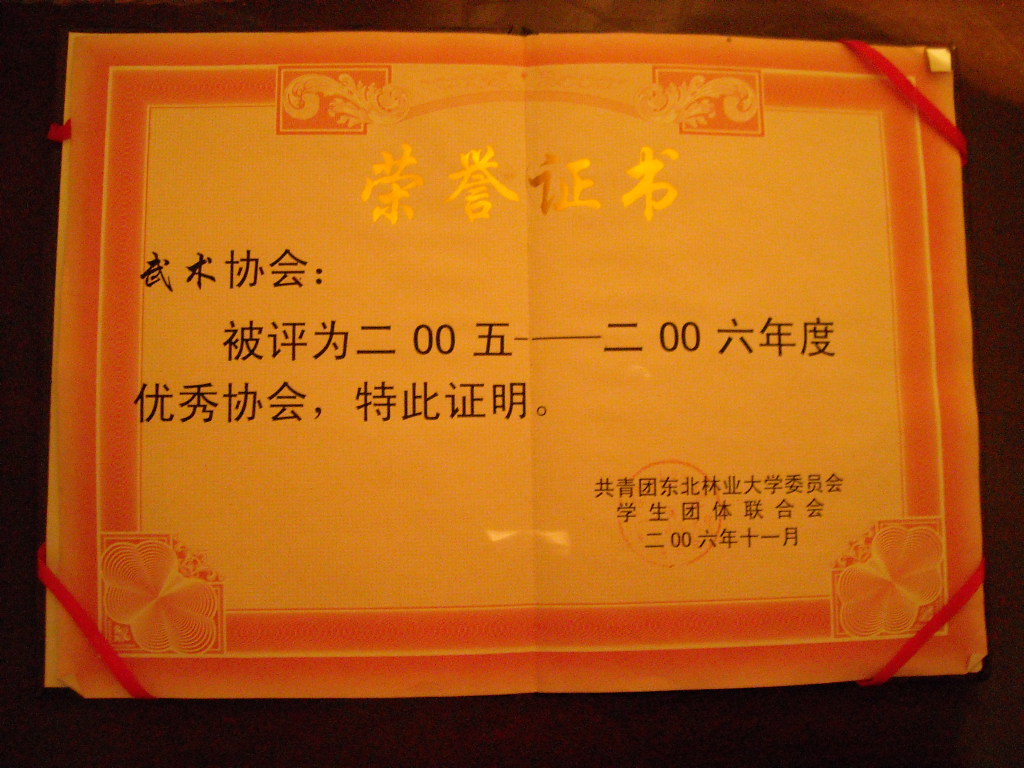 荣誉证书
武术协会：
被评为二00五——二00六年度
优秀协会，特此证明。
共青团东北林业大学委员会
学生团体联合会
二00六年十一月